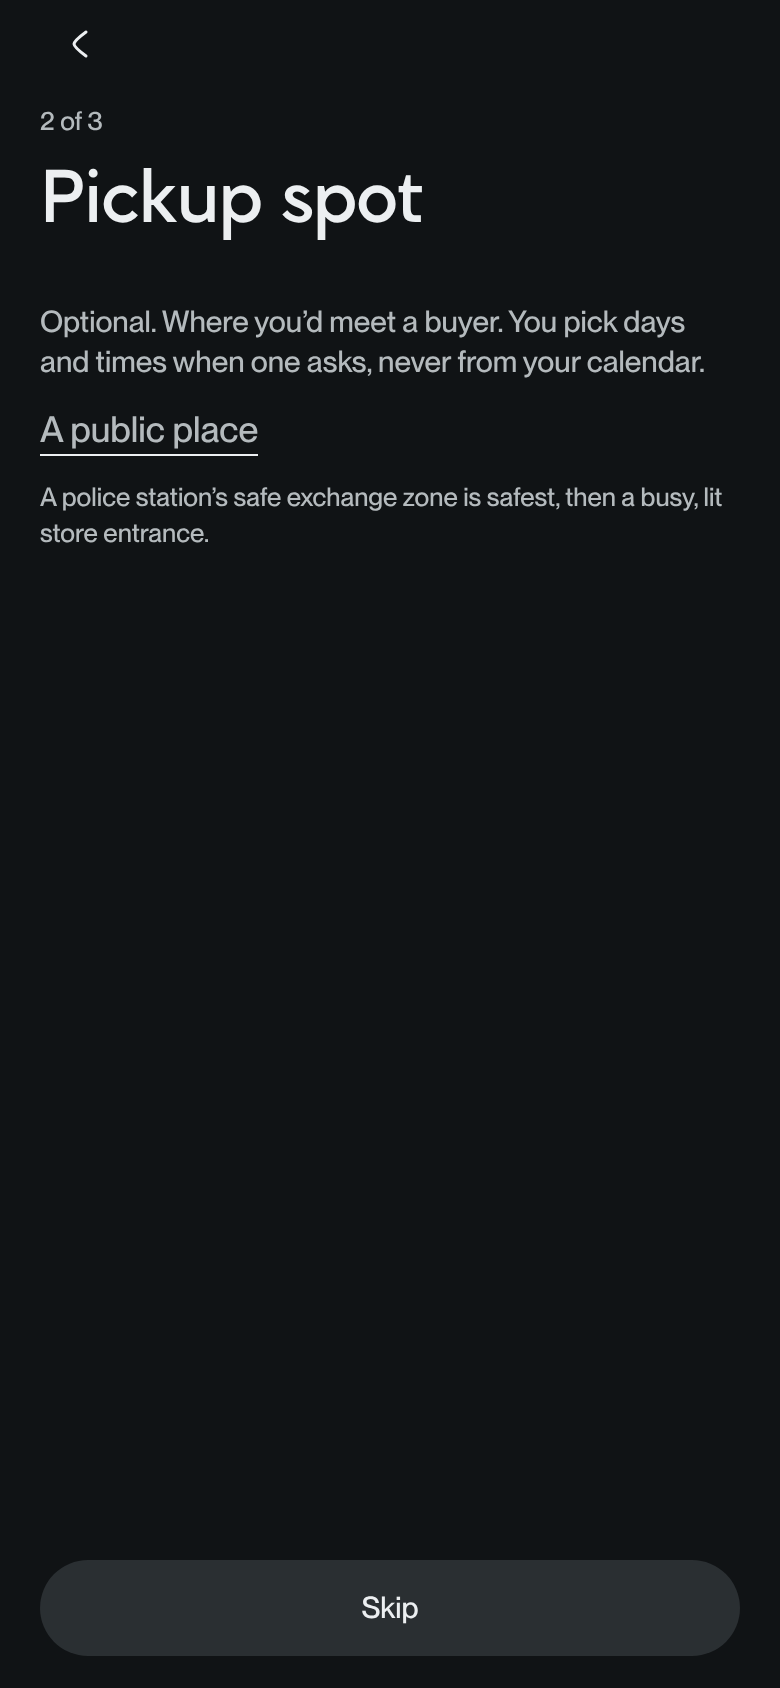 2 of 3
Pickup spot
Optional. Where you’d meet a buyer. You pick days
and times when one asks, never from your calendar.
A public place
A police station’s safe exchange zone is safest, then a busy, lit
store entrance.
Skip